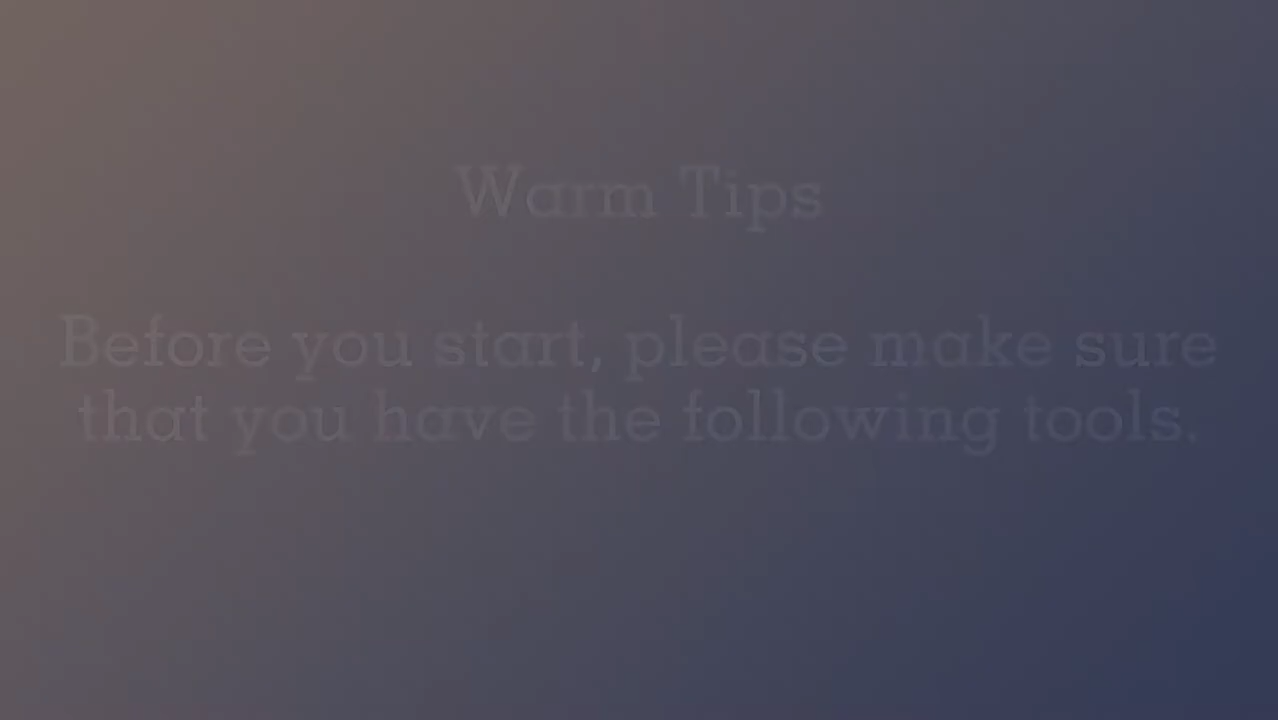 Warm Tips
Before you start, please make sure
that you have the following tools.